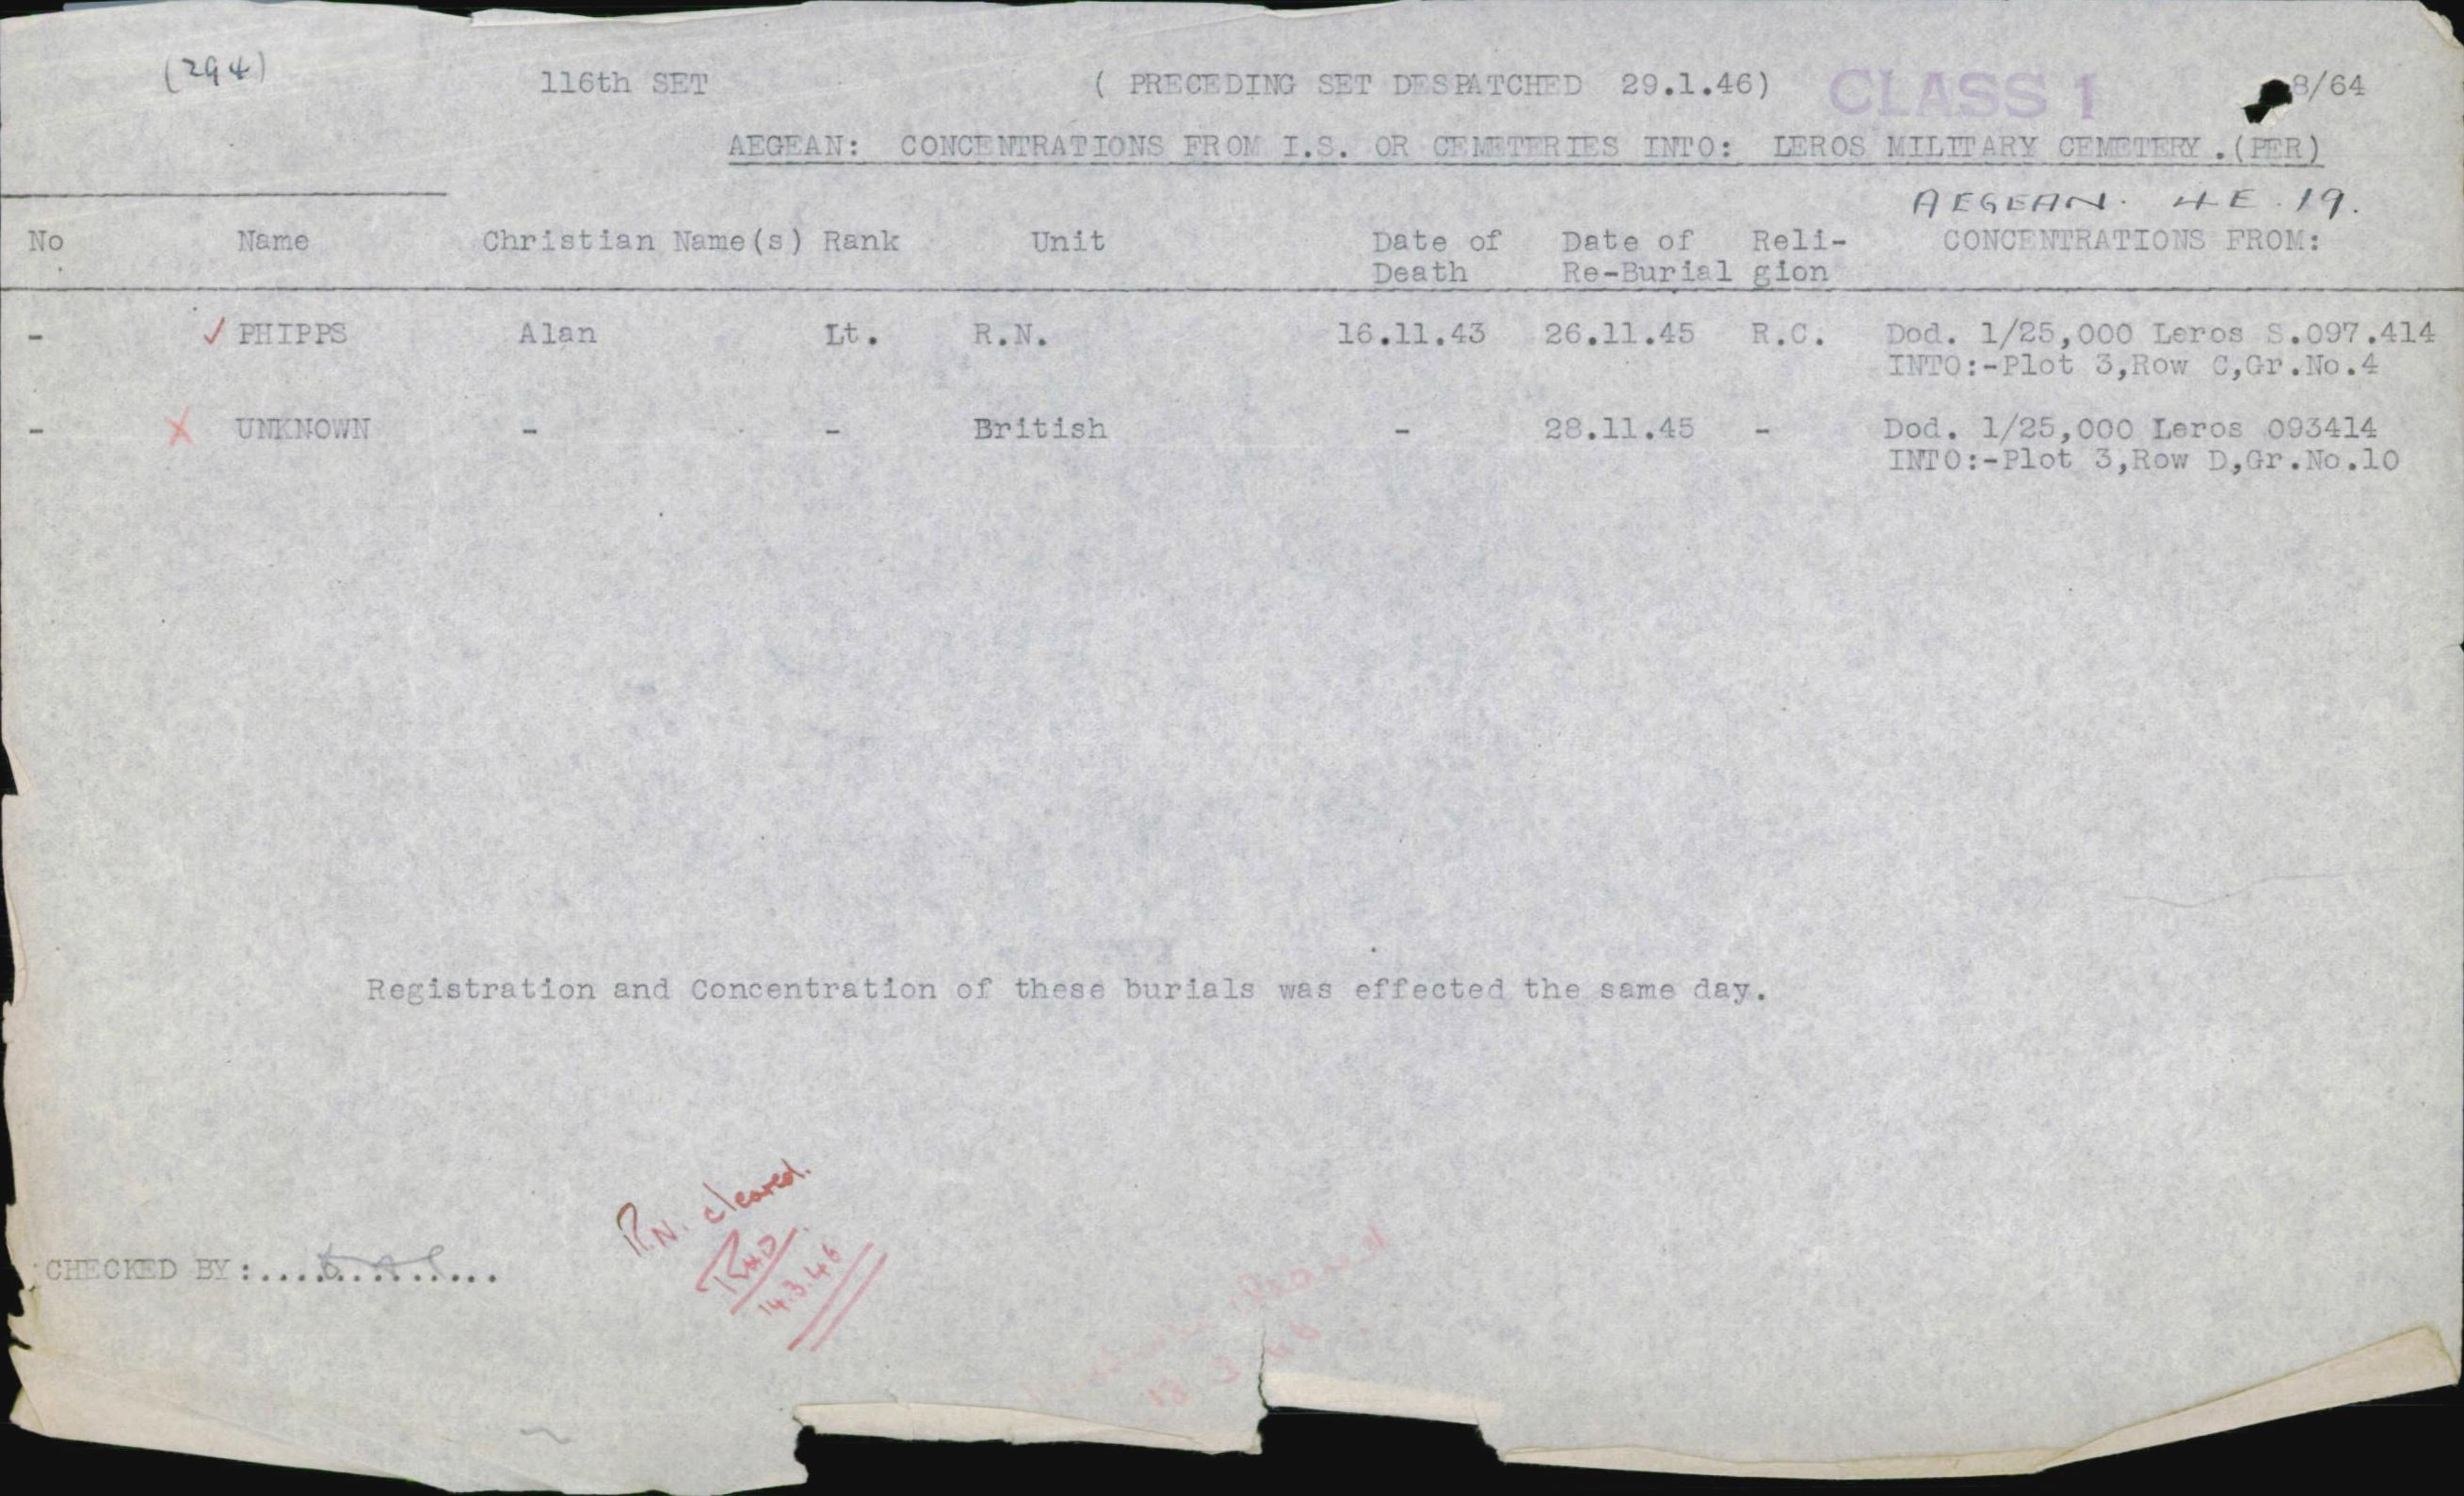 (294) 116th SET ( PRECEDING SET DESPATCHED 29.1.46) CLASS 1 8/64
AEGEAN: CONCENTRATIONS FROM I.S. OR CEMETERIES INTO: LEROS MILITARY CEMETERY.(PER)
AEGEAN. 4E.19.
No Name Christian Name(s) Rank Unit Date of Death Date of Re-Burial Reli-gion CONCENTRATIONS FROM:
- ✓ PHIPPS Alan Lt. R.N. 16.11.43 26.11.45 R.C. Dod. 1/25,000 Leros S.097.414
INTO:-Plot 3,Row C,Gr.No.4
- X UNKNOWN - - British - 28.11.45 - Dod. 1/25,000 Leros 093414
INTO:-Plot 3,Row D,Gr.No.10
Registration and Concentration of these burials was effected the same day.
R.N. cleared.
14.3.46
CHECKED BY:..............